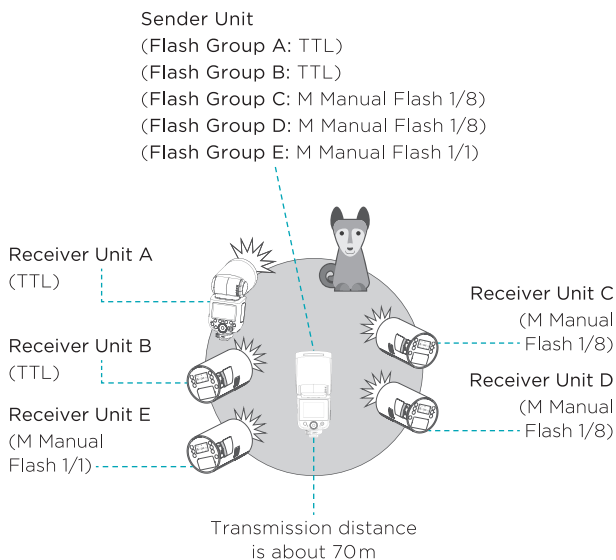 Sender Unit
(Flash Group A: TTL)
(Flash Group B: TTL)
(Flash Group C: M Manual Flash 1/8)
(Flash Group D: M Manual Flash 1/8)
(Flash Group E: M Manual Flash 1/1)
Receiver Unit A
(TTL)
Receiver Unit B
(TTL)
Receiver Unit E
(M Manual
Flash 1/1)
Receiver Unit C
(M Manual
Flash 1/8)
Receiver Unit D
(M Manual
Flash 1/8)
Transmission distance
is about 70m